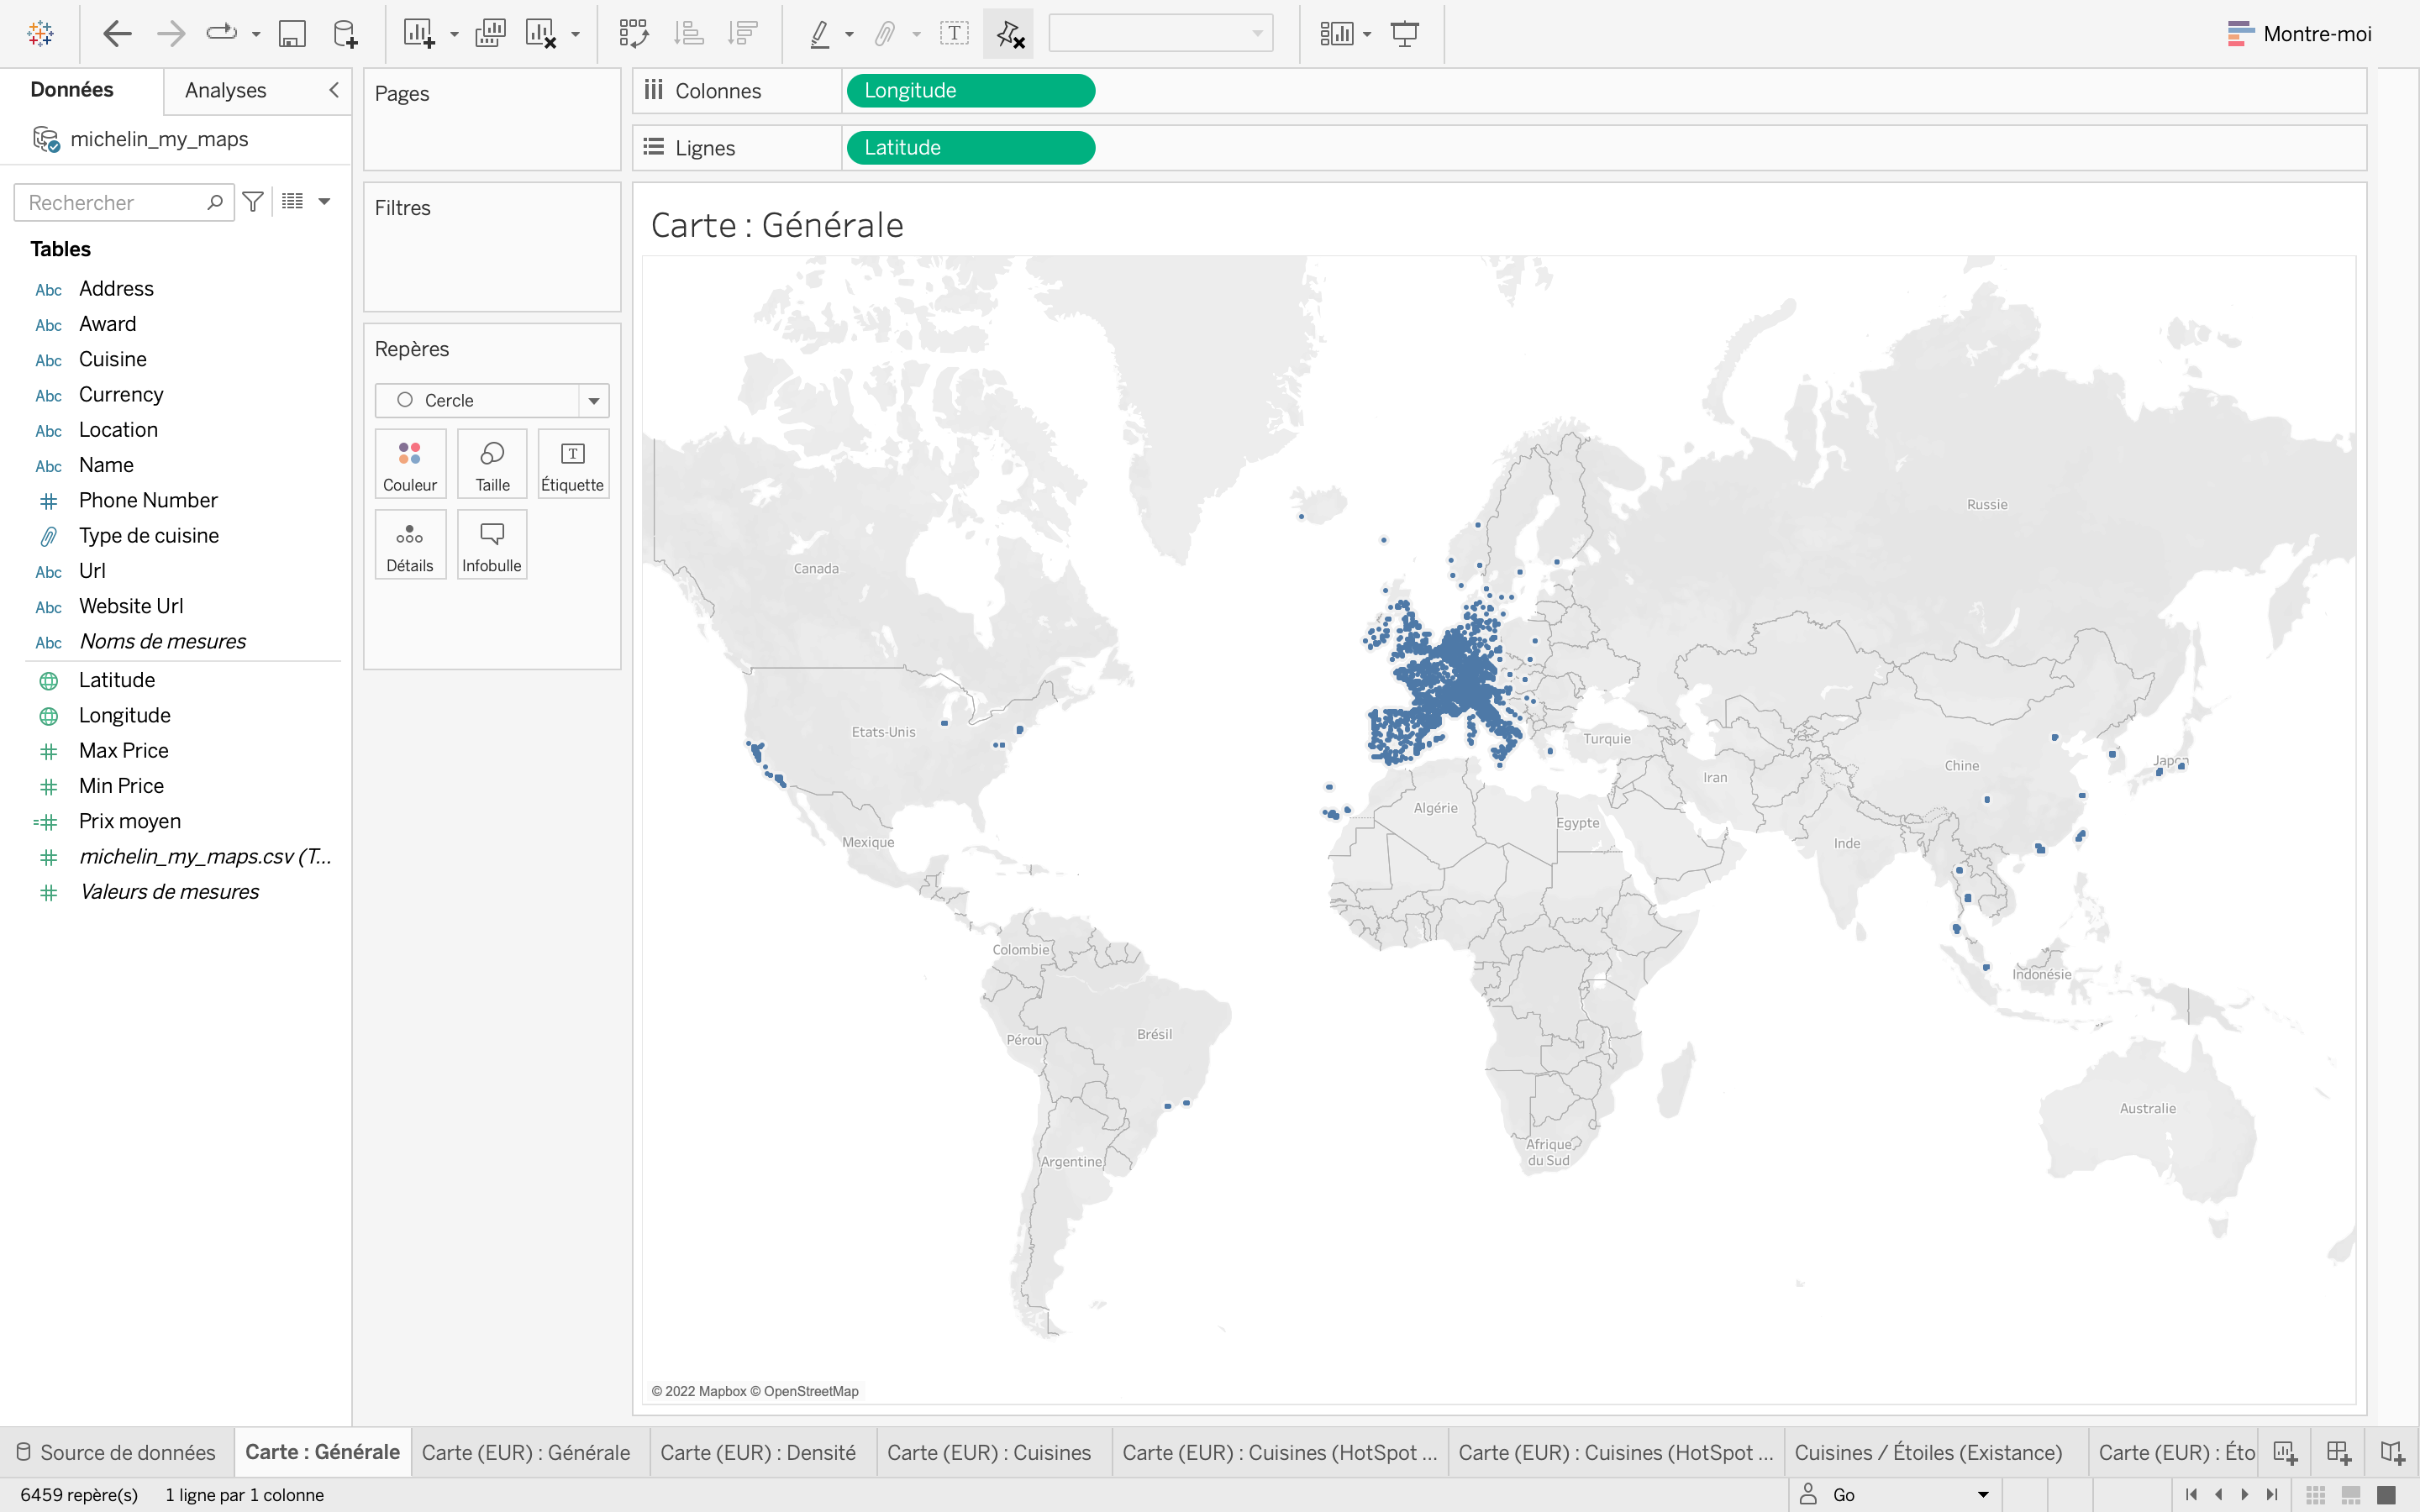 Montre-moi
Données
Analyses
michelin_my_maps
Rechercher
Tables
Abc Address
Abc Award
Abc Cuisine
Abc Currency
Abc Location
Abc Name
Phone Number
Type de cuisine
Abc Url
Abc Website Url
Abc Noms de mesures
Latitude
Longitude
Max Price
Min Price
Prix moyen
michelin_my_maps.csv (T...
Valeurs de mesures
Pages
Filtres
Repères
Cercle
Couleur
Taille
Étiquette
Détails
Infobulle
Colonnes
Longitude
Lignes
Latitude
Carte : Générale
Russie
Canada
Etats-Unis
Turquie
Chine
Japon
Iran
Algérie
Egypte
Mexique
Inde
Colombie
Indonésie
Brésil
Pérou
Australie
Afrique
du Sud
Argentine
© 2022 Mapbox © OpenStreetMap
Source de données
Carte : Générale
Carte (EUR) : Générale
Carte (EUR) : Densité
Carte (EUR) : Cuisines
Carte (EUR) : Cuisines (HotSpot ...
Carte (EUR) : Cuisines (HotSpot ...
Cuisines / Étoiles (Existance)
Carte (EUR) : Éto
6459 repère(s)
1 ligne par 1 colonne
Go